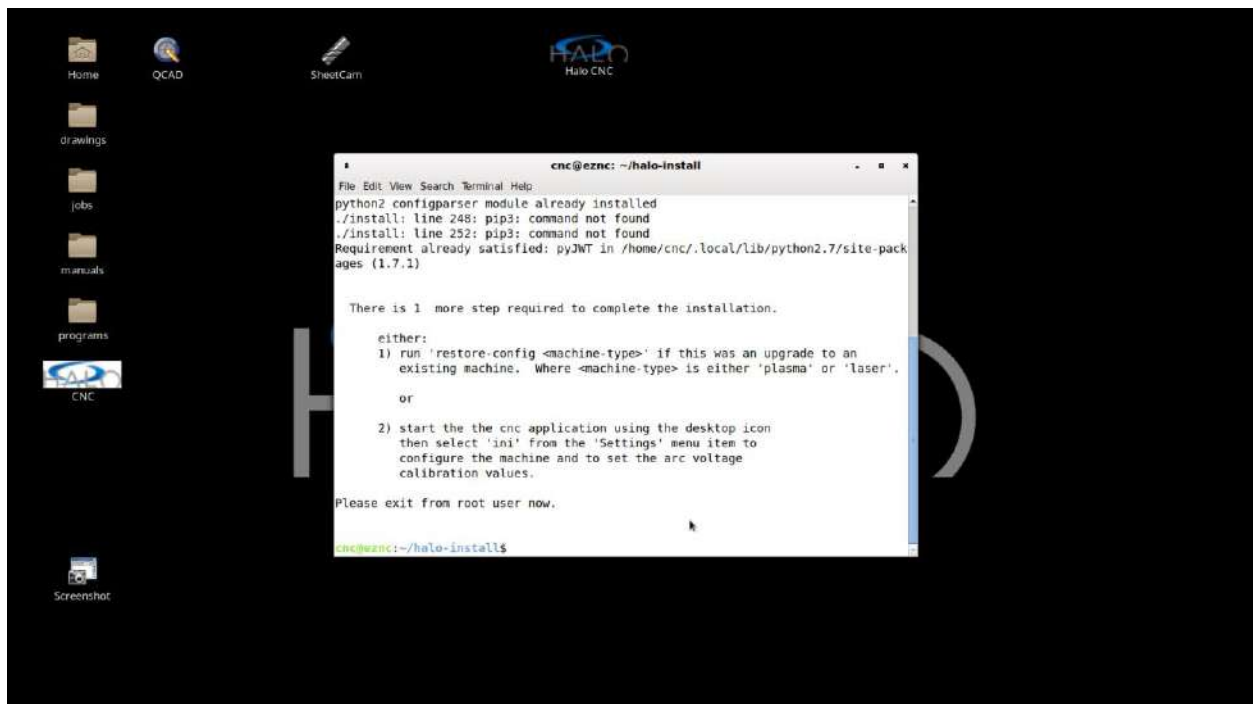 Home
QCAD
SheetCam
HALO
Halo CNC
drawings
jobs
manuals
programs
HALO
CNC
Screenshot
cnc@eznc: ~/halo-install
File Edit View Search Terminal Help
python2 configparser module already installed
./install: line 248: pip3: command not found
./install: line 252: pip3: command not found
Requirement already satisfied: pyJWT in /home/cnc/.local/lib/python2.7/site-pack
ages (1.7.1)
There is 1  more step required to complete the installation.
either:
1) run 'restore-config <machine-type>' if this was an upgrade to an
existing machine.  Where <machine-type> is either 'plasma' or 'laser'.
or
2) start the the cnc application using the desktop icon
then select 'ini' from the 'Settings' menu item to
configure the machine and to set the arc voltage
calibration values.
Please exit from root user now.
cnc@eznc:~/halo-install$